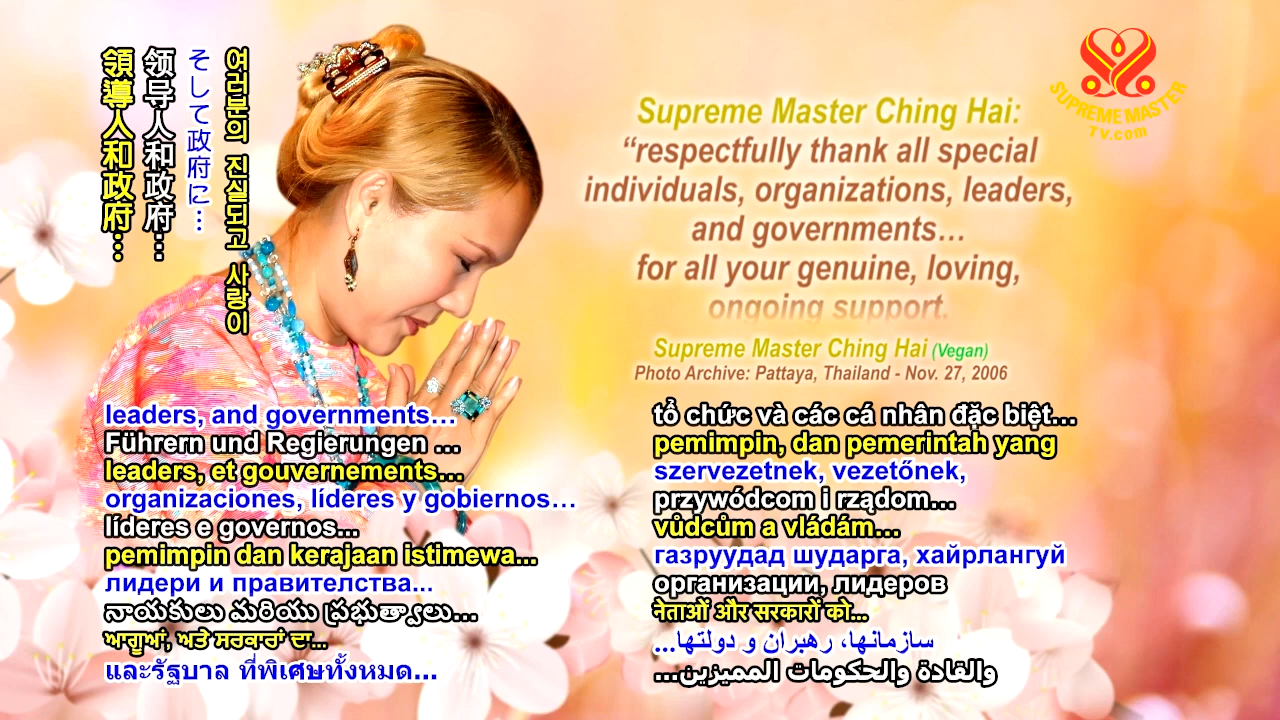 領導人和政府…
领导人和政府…
そして政府に…
여러분의 진실되고 사랑이
SUPREME MASTER
TV.com
Supreme Master Ching Hai:
“respectfully thank all special
individuals, organizations, leaders,
and governments…
for all your genuine, loving,
ongoing support.
Supreme Master Ching Hai (Vegan)
Photo Archive: Pattaya, Thailand - Nov. 27, 2006
leaders, and governments…
Führern und Regierungen …
leaders, et gouvernements…
organizaciones, líderes y gobiernos…
líderes e governos...
pemimpin dan kerajaan istimewa...
лидери и правителства...
నాయకులు మరియు ప్రభుత్వాలు...
ਆਗੂਆਂ, ਅਤੇ ਸਰਕਾਰਾਂ ਦਾ...
และรัฐบาล ที่พิเศษทั้งหมด...
tổ chức và các cá nhân đặc biệt...
pemimpin, dan pemerintah yang
szervezetnek, vezetőnek,
przywódcom i rządom…
vůdcům a vládám…
газруудад шударга, хайрлангуй
организации, лидеров
नेताओं और सरकारों को...
سازمانها، رهبران و دولتها...
والقادة والحكومات المميزين...